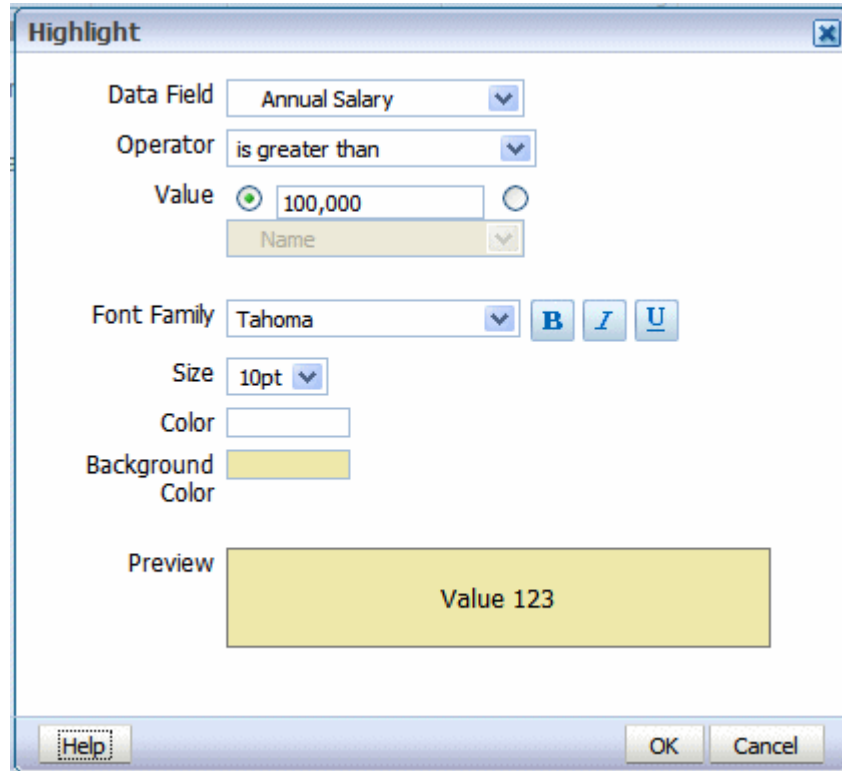 Highlight
Data Field Annual Salary
Operator is greater than
Value 100,000
Name
Font Family Tahoma B I U
Size 10pt
Color
Background
Color
Preview Value 123
Help OK Cancel